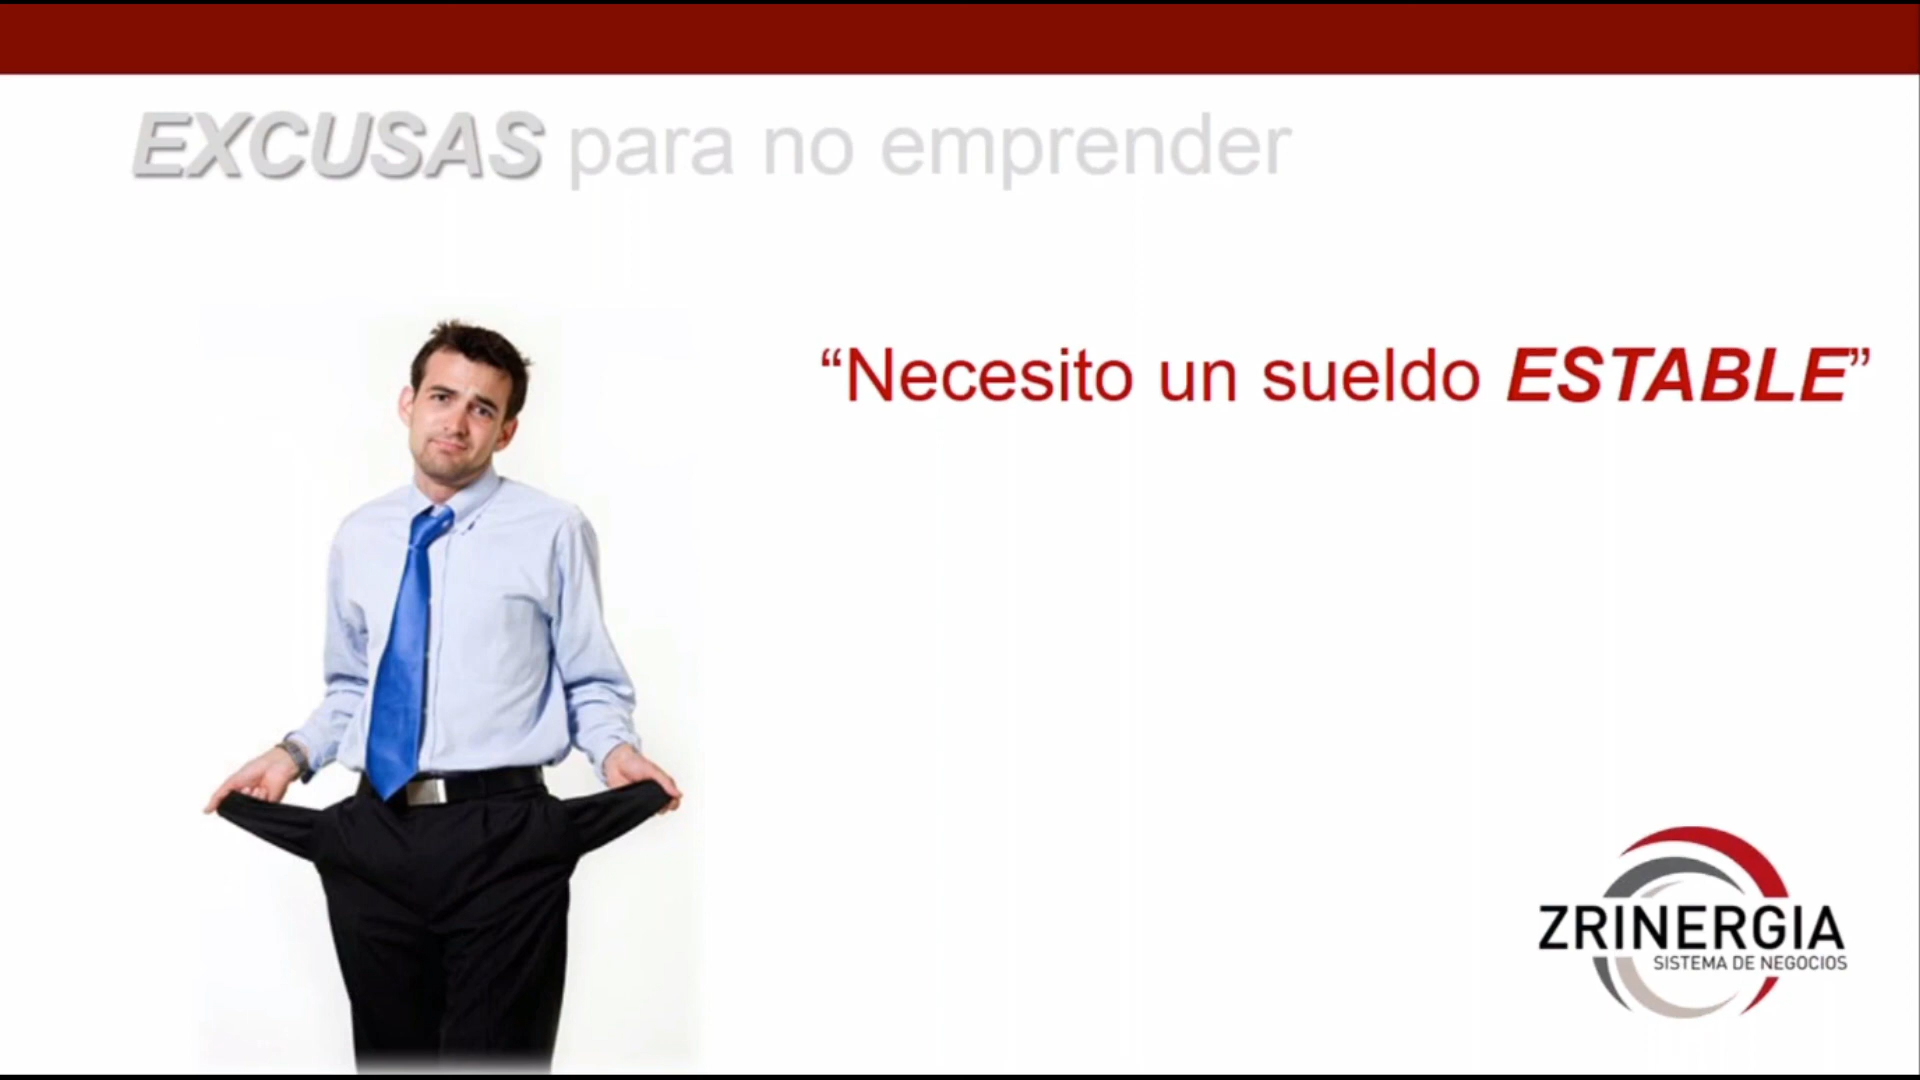 EXCUSAS para no emprender
“Necesito un sueldo ESTABLE”
ZRINERGIA
SISTEMA DE NEGOCIOS